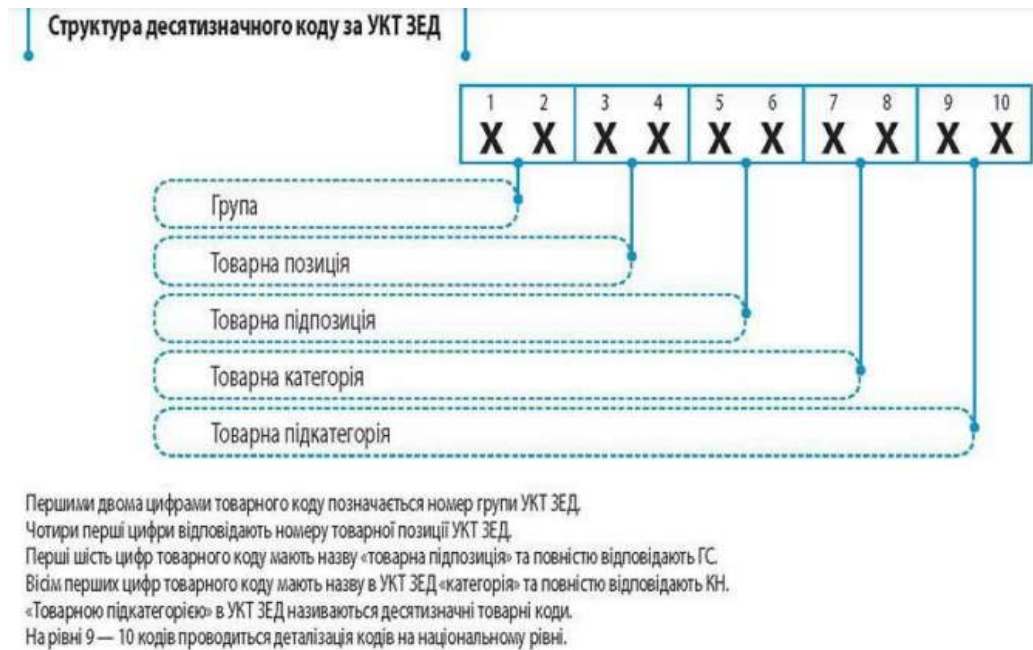 Структура десятизначного коду за УКТ ЗЕД
1 2 3 4 5 6 7 8 9 10
X X X X X X X X X X
Група
Товарна позиція
Товарна підпозиція
Товарна категорія
Товарна підкатегорія
Першими двома цифрами товарного коду позначається номер групи УКТ ЗЕД.
Чотири перші цифри відповідають номеру товарної позиції УКТ ЗЕД.
Перші шість цифр товарного коду мають назву «товарна підпозиція» та повністю відповідають ГС.
Вісім перших цифр товарного коду мають назву в УКТ ЗЕД «категорія» та повністю відповідають КН.
«Товарною підкатегорією» в УКТ ЗЕД називаються десятизначні товарні коди.
На рівні 9 — 10 кодів проводиться деталізація кодів на національному рівні.